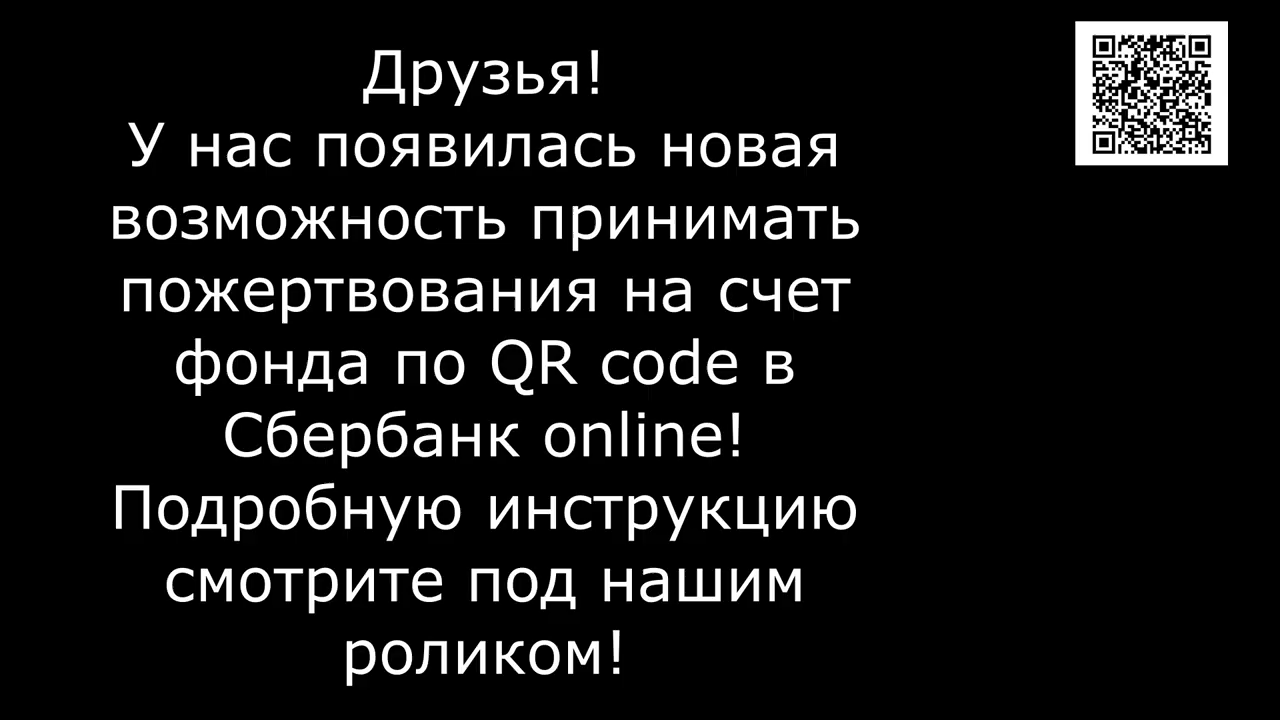 Друзья!
У нас появилась новая
возможность принимать
пожертвования на счет
фонда по QR code в
Сбербанк online!
Подробную инструкцию
смотрите под нашим
роликом!